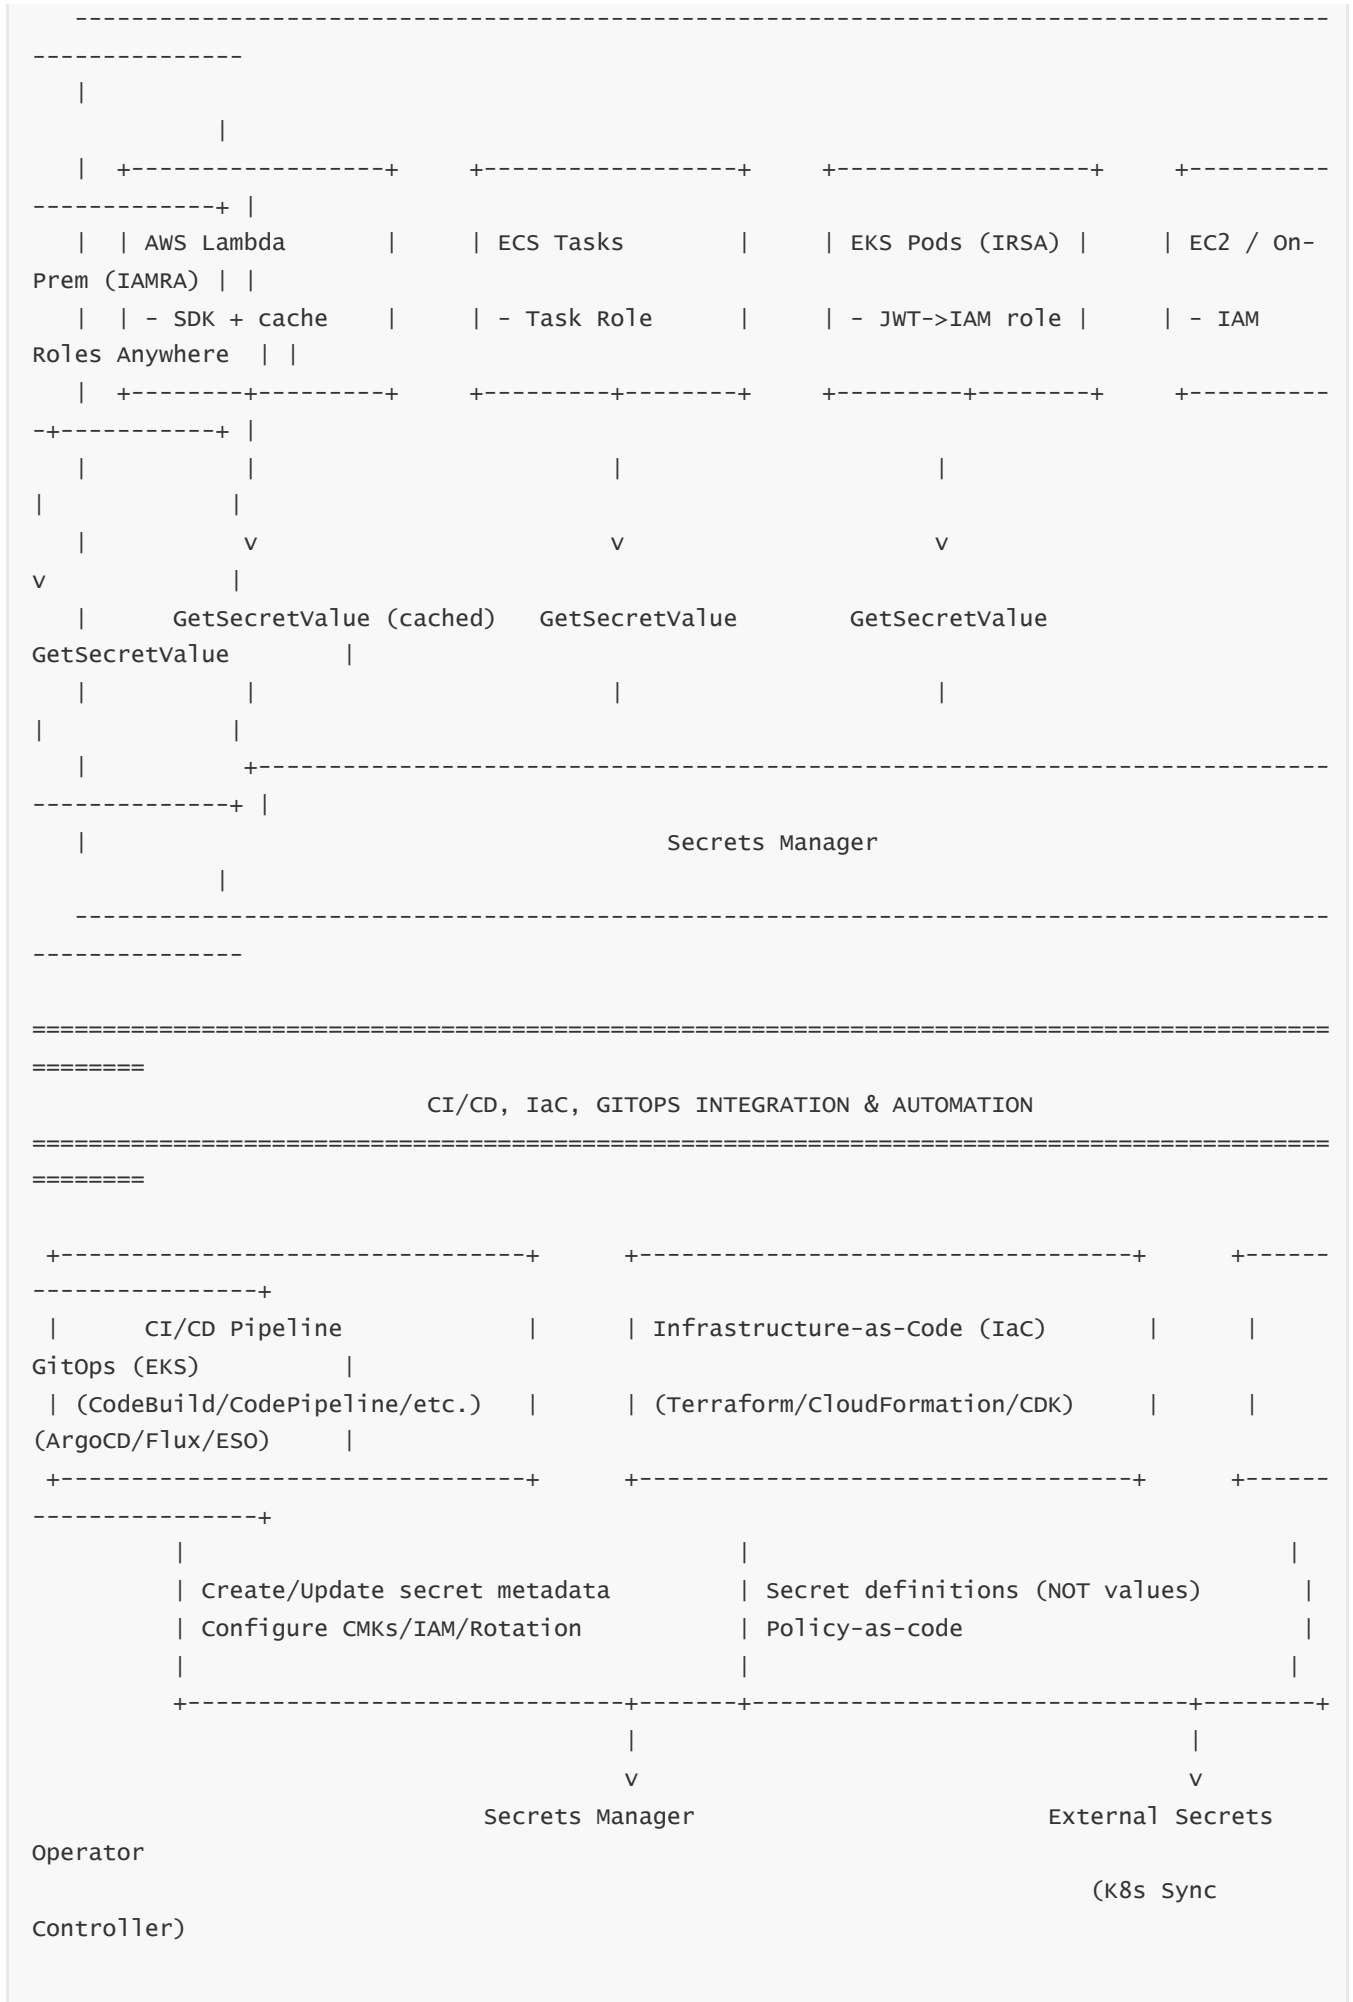 -----------------------------------------------------------------------------------------
---------------
   |
             |
   |  +------------------+     +------------------+     +------------------+     +----------
-------------+ |
   |  | AWS Lambda       |     | ECS Tasks        |     | EKS Pods (IRSA) |     | EC2 / On-
Prem (IAMRA) | |
   |  | - SDK + cache    |     | - Task Role      |     | - JWT->IAM role |     | - IAM
Roles Anywhere  | |
   |  +--------+---------+     +---------+--------+     +---------+--------+     +----------
-+-----------+ |
   |           |                         |                      |
|             |
   |           v                         v                      v
v             |
   |      GetSecretValue (cached)   GetSecretValue        GetSecretValue
GetSecretValue        |
   |           |                         |                      |
|             |
   |           +----------------------------------------------------------------------------
--------------+ |
   |                                         Secrets Manager
             |
   -----------------------------------------------------------------------------------------
---------------

============================================================================================
========
                            CI/CD, IaC, GITOPS INTEGRATION & AUTOMATION
============================================================================================
========

 +---------------------------------+      +-----------------------------------+      +------
----------------+
 |      CI/CD Pipeline             |      | Infrastructure-as-Code (IaC)       |      |
GitOps (EKS)          |
 | (CodeBuild/CodePipeline/etc.)   |      | (Terraform/CloudFormation/CDK)     |      |
(ArgoCD/Flux/ESO)     |
 +---------------------------------+      +-----------------------------------+      +------
----------------+
          |                                       |                                      |
          | Create/Update secret metadata         | Secret definitions (NOT values)       |
          | Configure CMKs/IAM/Rotation           | Policy-as-code                        |
          |                                       |                                      |
          +-------------------------------+-------+-------------------------------+--------+
                                          |                                       |
                                          v                                       v
                                Secrets Manager                         External Secrets
Operator
                                                                           (K8s Sync
Controller)